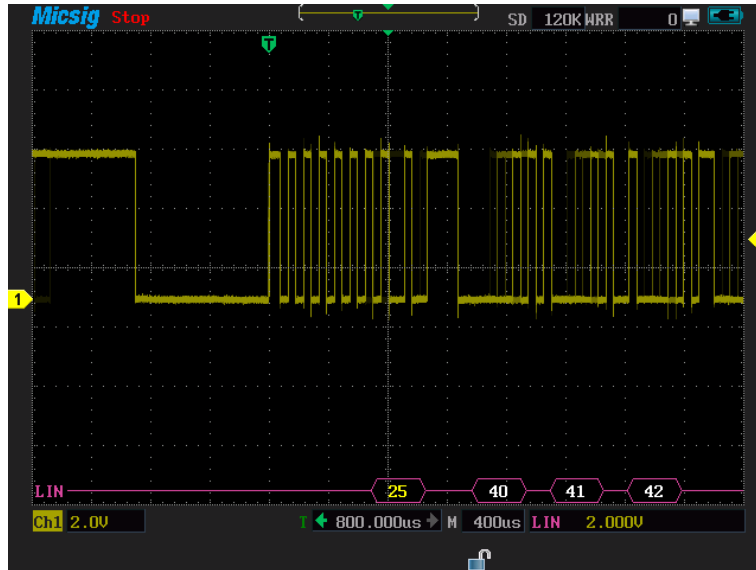 Micsig Stop T SD 120K WRR 0
T
1
LIN 25 40 41 42
Ch1 2.0V T 800.000us M 400us LIN 2.000V